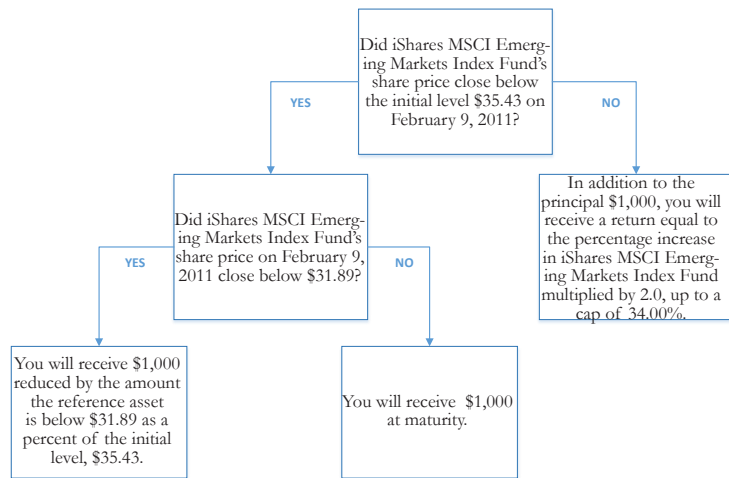 Did iShares MSCI Emerg-
ing Markets Index Fund's
share price close below
the initial level $35.43 on
February 9, 2011?
YES
NO
Did iShares MSCI Emerg-
ing Markets Index Fund's
share price on February 9,
2011 close below $31.89?
In addition to the
principal $1,000, you will
receive a return equal to
the percentage increase
in iShares MSCI Emerg-
ing Markets Index Fund
multiplied by 2.0, up to a
cap of 34.00%.
YES
NO
You will receive $1,000
reduced by the amount
the reference asset
is below $31.89 as a
percent of the initial
level, $35.43.
You will receive $1,000
at maturity.